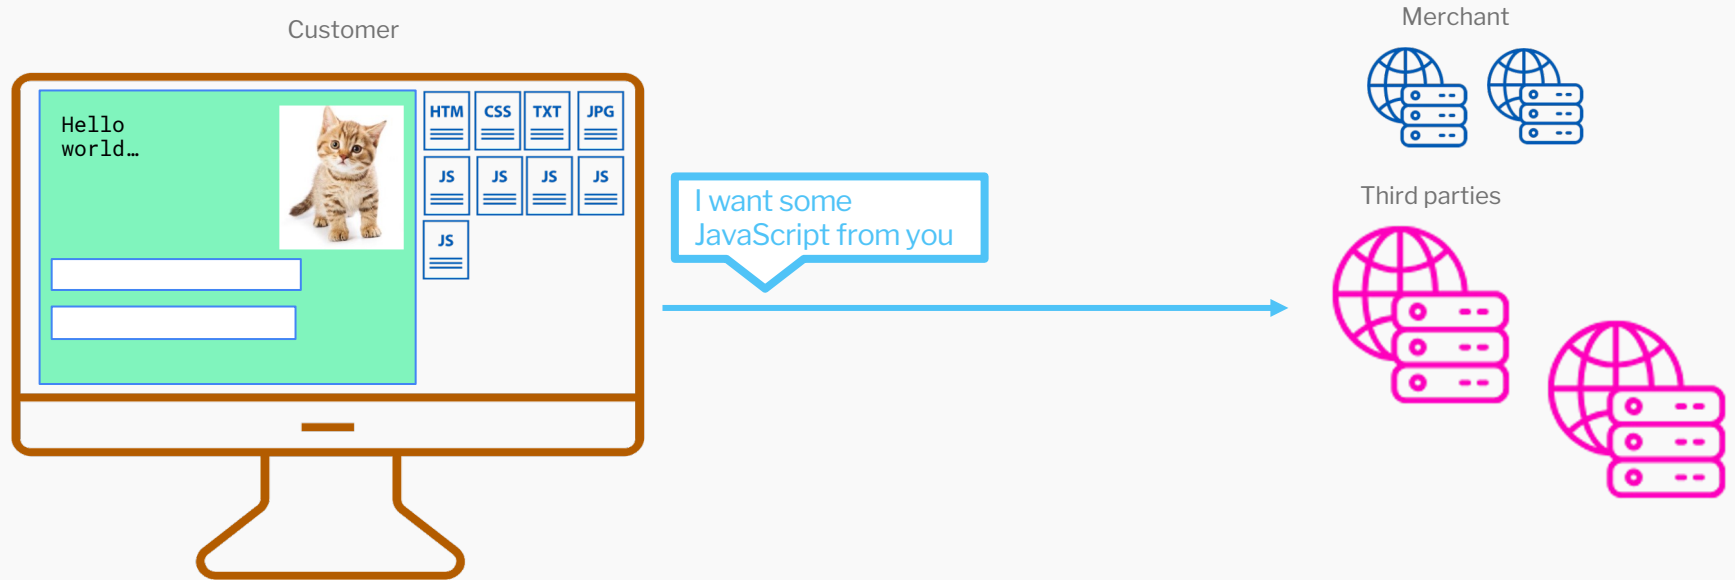 Customer
Merchant
Hello
world…
HTM CSS TXT JPG
JS JS JS JS
JS
I want some
JavaScript from you
Third parties